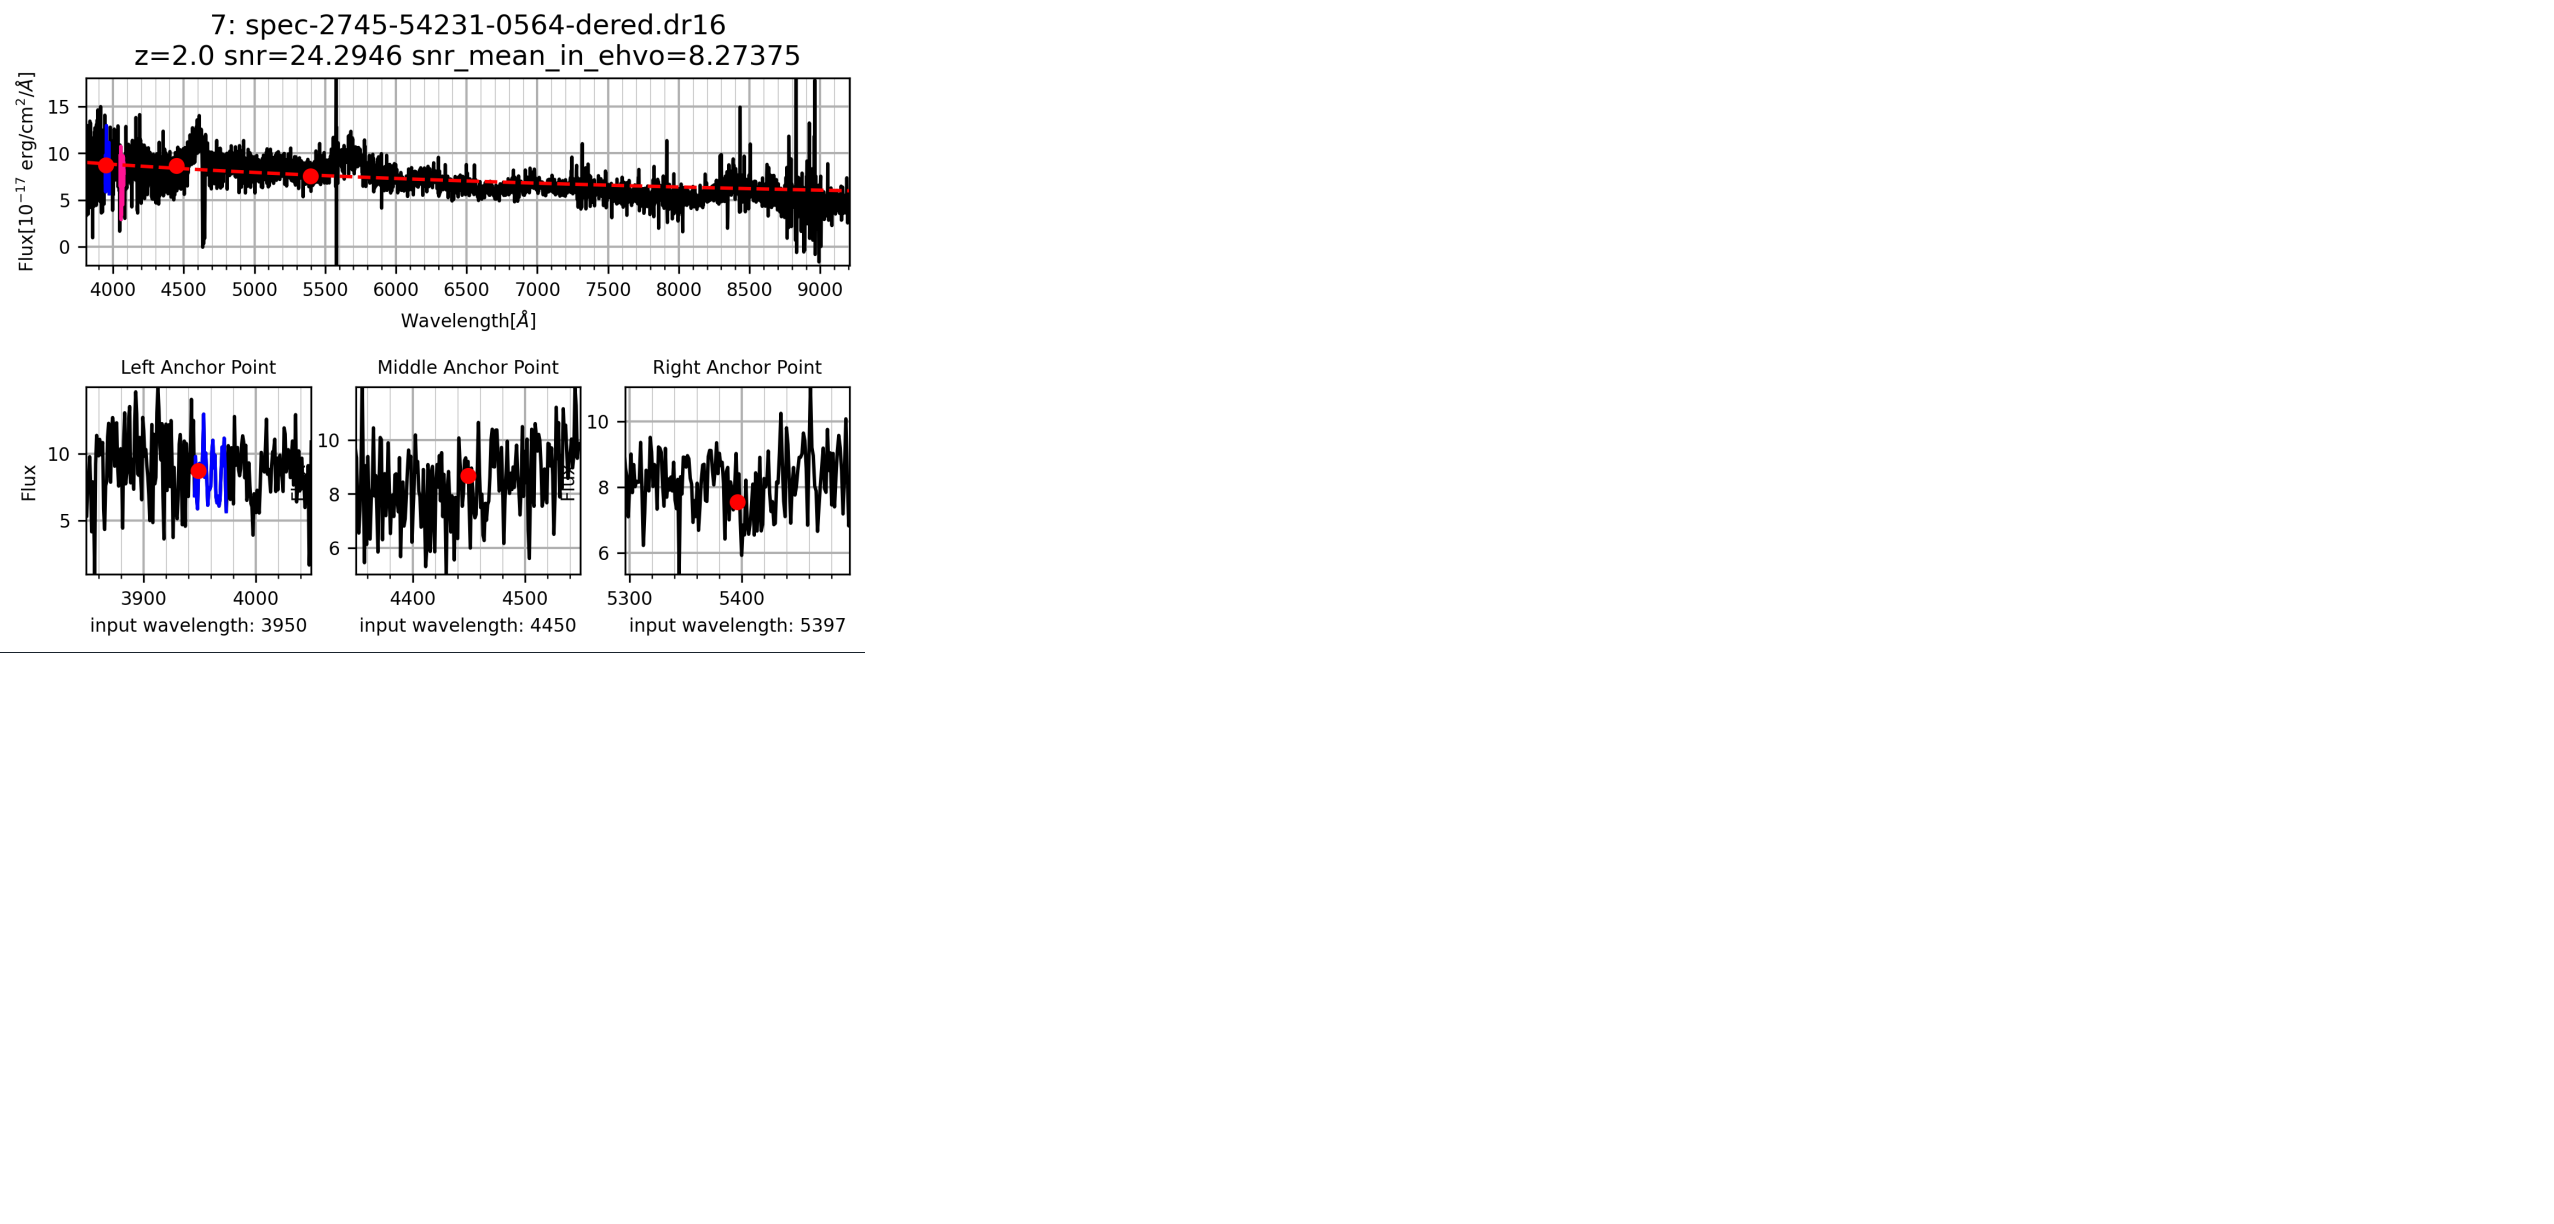 7: spec-2745-54231-0564-dered.dr16
z=2.0 snr=24.2946 snr_mean_in_ehvo=8.27375
Flux[10⁻¹⁷ erg/cm²/Å]
15
10
5
0
4000 4500 5000 5500 6000 6500 7000 7500 8000 8500 9000
Wavelength[Å]
Left Anchor Point
Flux
10
5
3900 4000
input wavelength: 3950
Middle Anchor Point
Flux
10
8
6
4400 4500
input wavelength: 4450
Right Anchor Point
Flux
10
8
6
5300 5400
input wavelength: 5397